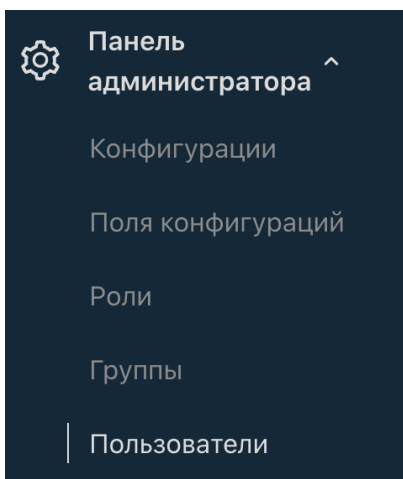 Панель
администратора
Конфигурации
Поля конфигураций
Роли
Группы
Пользователи